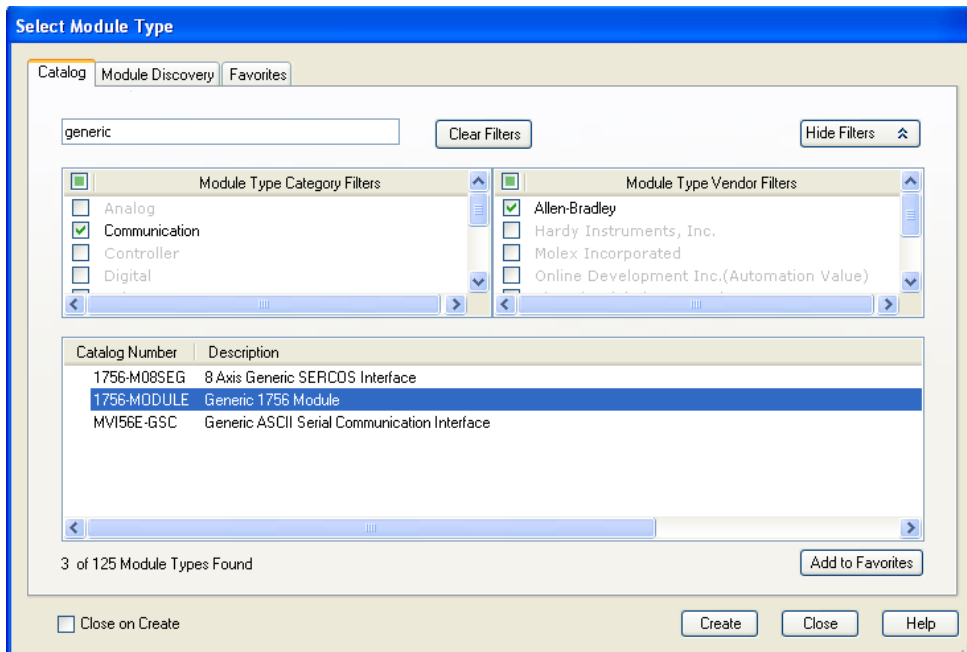 Select Module Type
Catalog Module Discovery Favorites
generic Clear Filters Hide Filters
Module Type Category Filters Module Type Vendor Filters
Analog Allen-Bradley
Communication Hardy Instruments, Inc.
Controller Molex Incorporated
Digital Online Development Inc.(Automation Value)
Catalog Number Description
1756-M08SEG 8 Axis Generic SERCOS Interface
1756-MODULE Generic 1756 Module
MVI56E-GSC Generic ASCII Serial Communication Interface
3 of 125 Module Types Found Add to Favorites
Close on Create Create Close Help